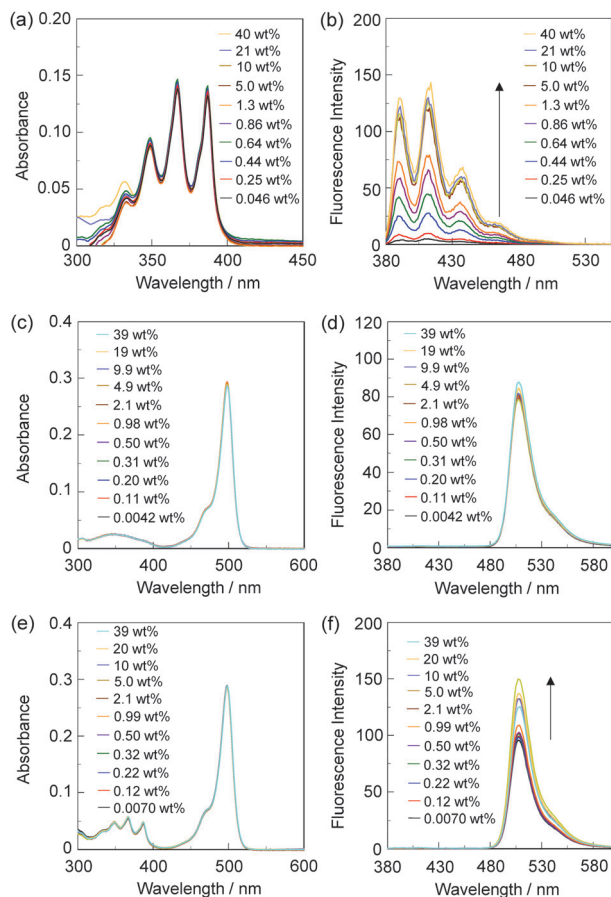 (a)
Absorbance
0.20
0.15
0.10
0.05
0
40 wt%
21 wt%
10 wt%
5.0 wt%
1.3 wt%
0.86 wt%
0.64 wt%
0.44 wt%
0.25 wt%
0.046 wt%
300 350 400 450
Wavelength / nm
(b)
Fluorescence Intensity
200
150
100
50
0
40 wt%
21 wt%
10 wt%
5.0 wt%
1.3 wt%
0.86 wt%
0.64 wt%
0.44 wt%
0.25 wt%
0.046 wt%
380 430 480 530
Wavelength / nm
(c)
Absorbance
0.4
0.3
0.2
0.1
0
39 wt%
19 wt%
9.9 wt%
4.9 wt%
2.1 wt%
0.98 wt%
0.50 wt%
0.31 wt%
0.20 wt%
0.11 wt%
0.0042 wt%
300 400 500 600
Wavelength / nm
(d)
Fluorescence Intensity
120
100
80
60
40
20
0
39 wt%
19 wt%
9.9 wt%
4.9 wt%
2.1 wt%
0.98 wt%
0.50 wt%
0.31 wt%
0.20 wt%
0.11 wt%
0.0042 wt%
380 430 480 540 580
Wavelength / nm
(e)
Absorbance
0.4
0.3
0.2
0.1
0
39 wt%
20 wt%
10 wt%
5.0 wt%
2.1 wt%
0.99 wt%
0.50 wt%
0.32 wt%
0.22 wt%
0.12 wt%
0.0070 wt%
300 400 500 600
Wavelength / nm
(f)
Fluorescence Intensity
200
150
100
50
0
39 wt%
20 wt%
10 wt%
5.0 wt%
2.1 wt%
0.99 wt%
0.50 wt%
0.32 wt%
0.22 wt%
0.12 wt%
0.0070 wt%
380 430 480 540 580
Wavelength / nm